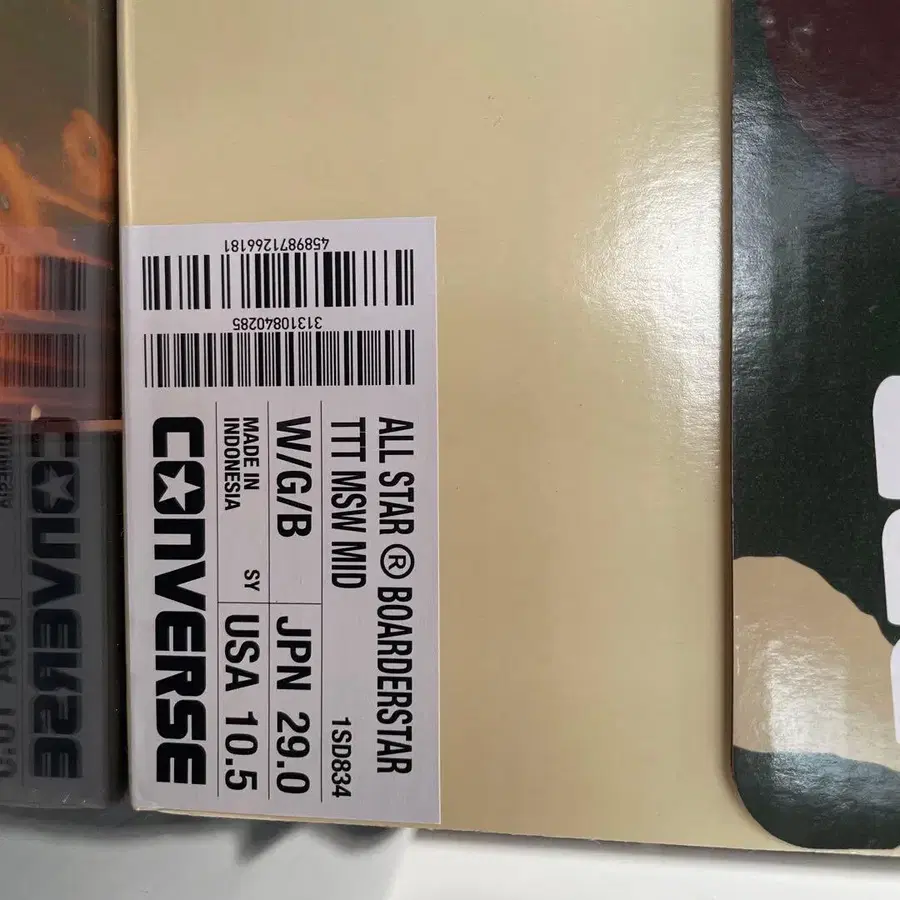 ALL STAR Ⓡ BOARDERSTAR
TTT MSW MID
1SD834
W/G/B
JPN 29.0
MADE IN
INDONESIA
SY
USA 10.5
CONVERSE
31310840285
4589871266181
CONVERSE